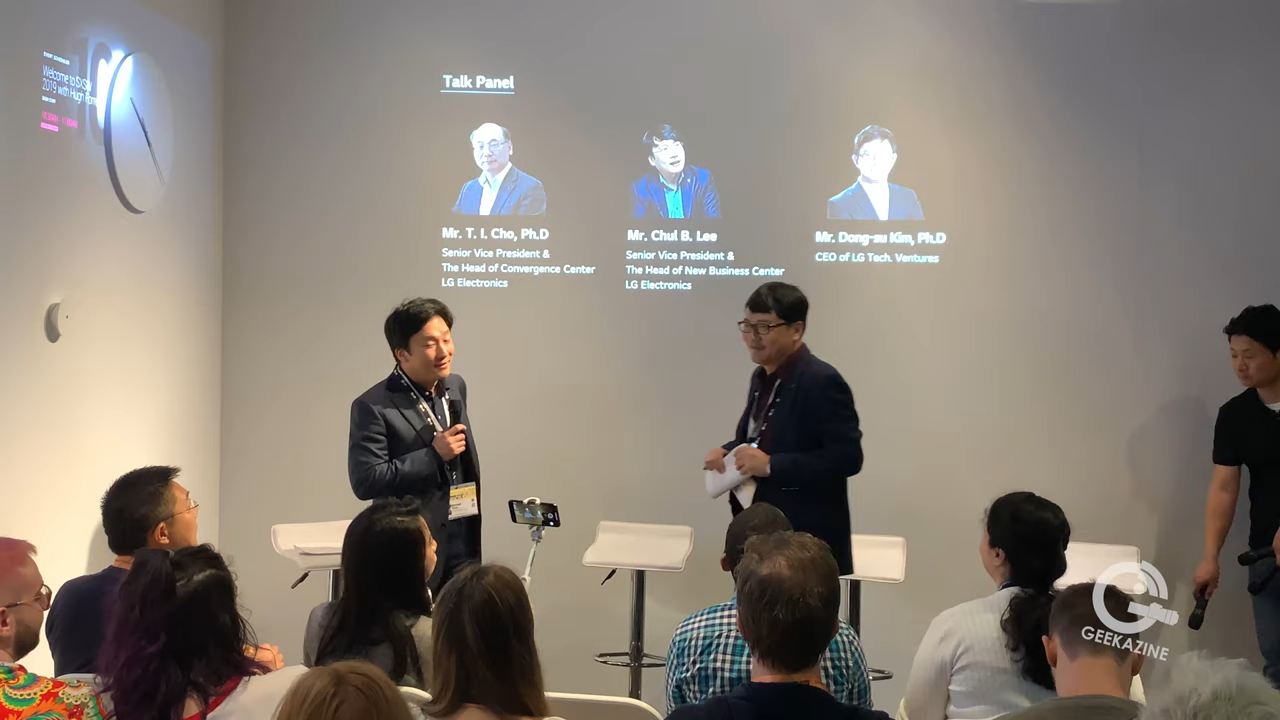 Welcome to SXSW
2019 with Hugh
Talk Panel
Mr. T. I. Cho, Ph.D
Senior Vice President &
The Head of Convergence Center
LG Electronics
Mr. Chul B. Lee
Senior Vice President &
The Head of New Business Center
LG Electronics
Mr. Dong-su Kim, Ph.D
CEO of LG Tech. Ventures
GEEKAZINE